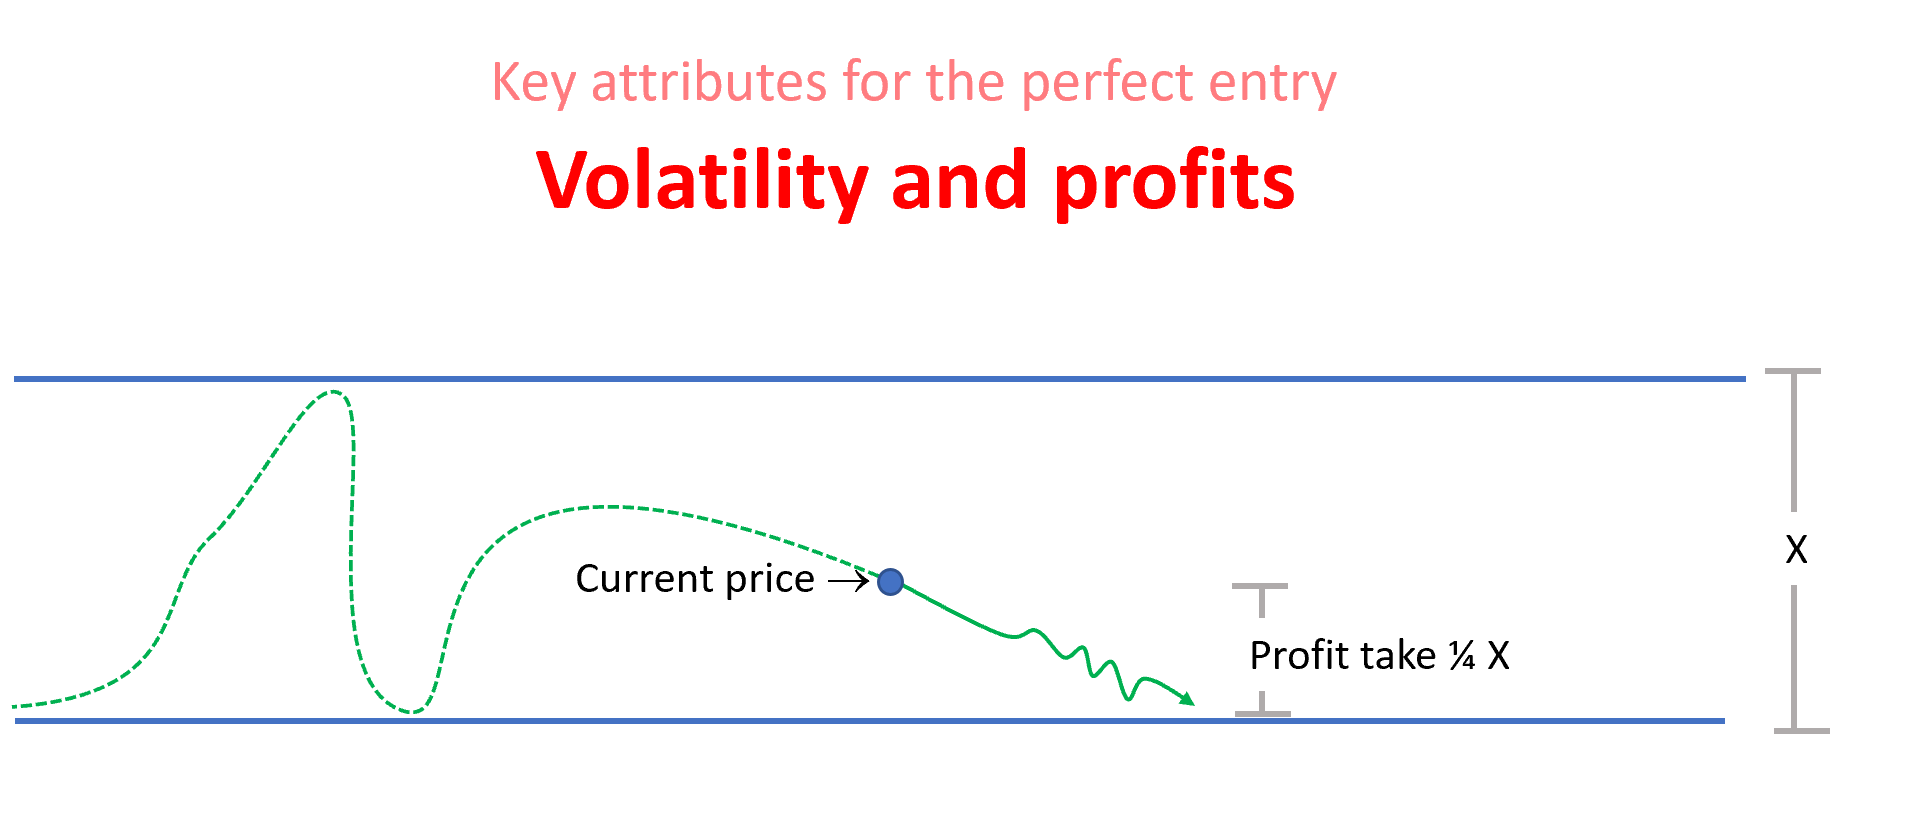 Key attributes for the perfect entry
Volatility and profits
X
Current price
Profit take ¼ X